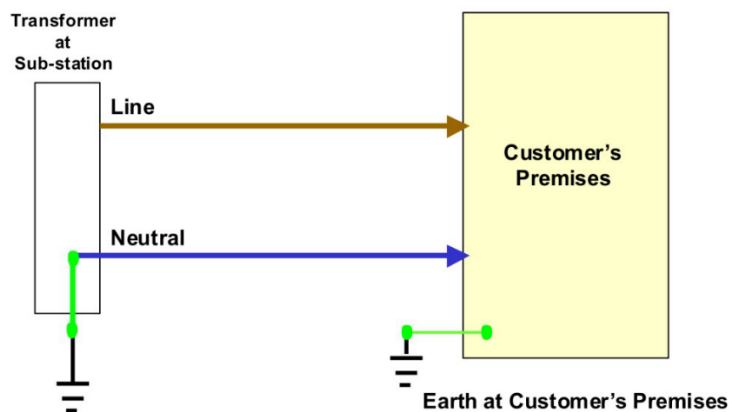 Transformer
at
Sub-station
Line
Customer's
Premises
Neutral
Earth at Customer's Premises